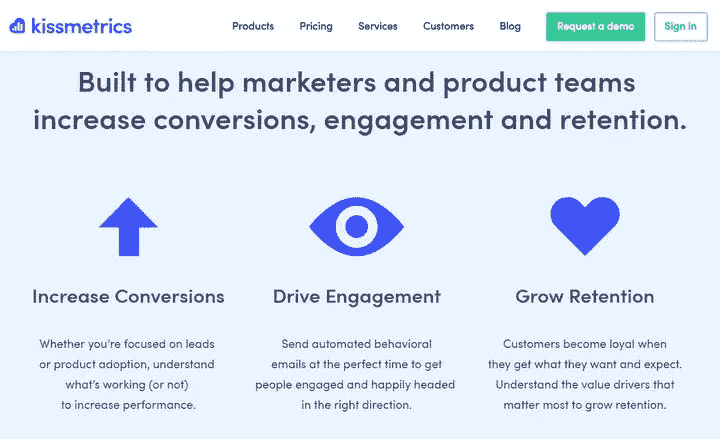 kissmetrics
Products Pricing Services Customers Blog Request a demo Sign in
Built to help marketers and product teams
increase conversions, engagement and retention.
Increase Conversions
Whether you're focused on leads
or product adoption, understand
what's working (or not)
to increase performance.
Drive Engagement
Send automated behavioral
emails at the perfect time to get
people engaged and happily headed
in the right direction.
Grow Retention
Customers become loyal when
they get what they want and expect.
Understand the value drivers that
matter most to grow retention.